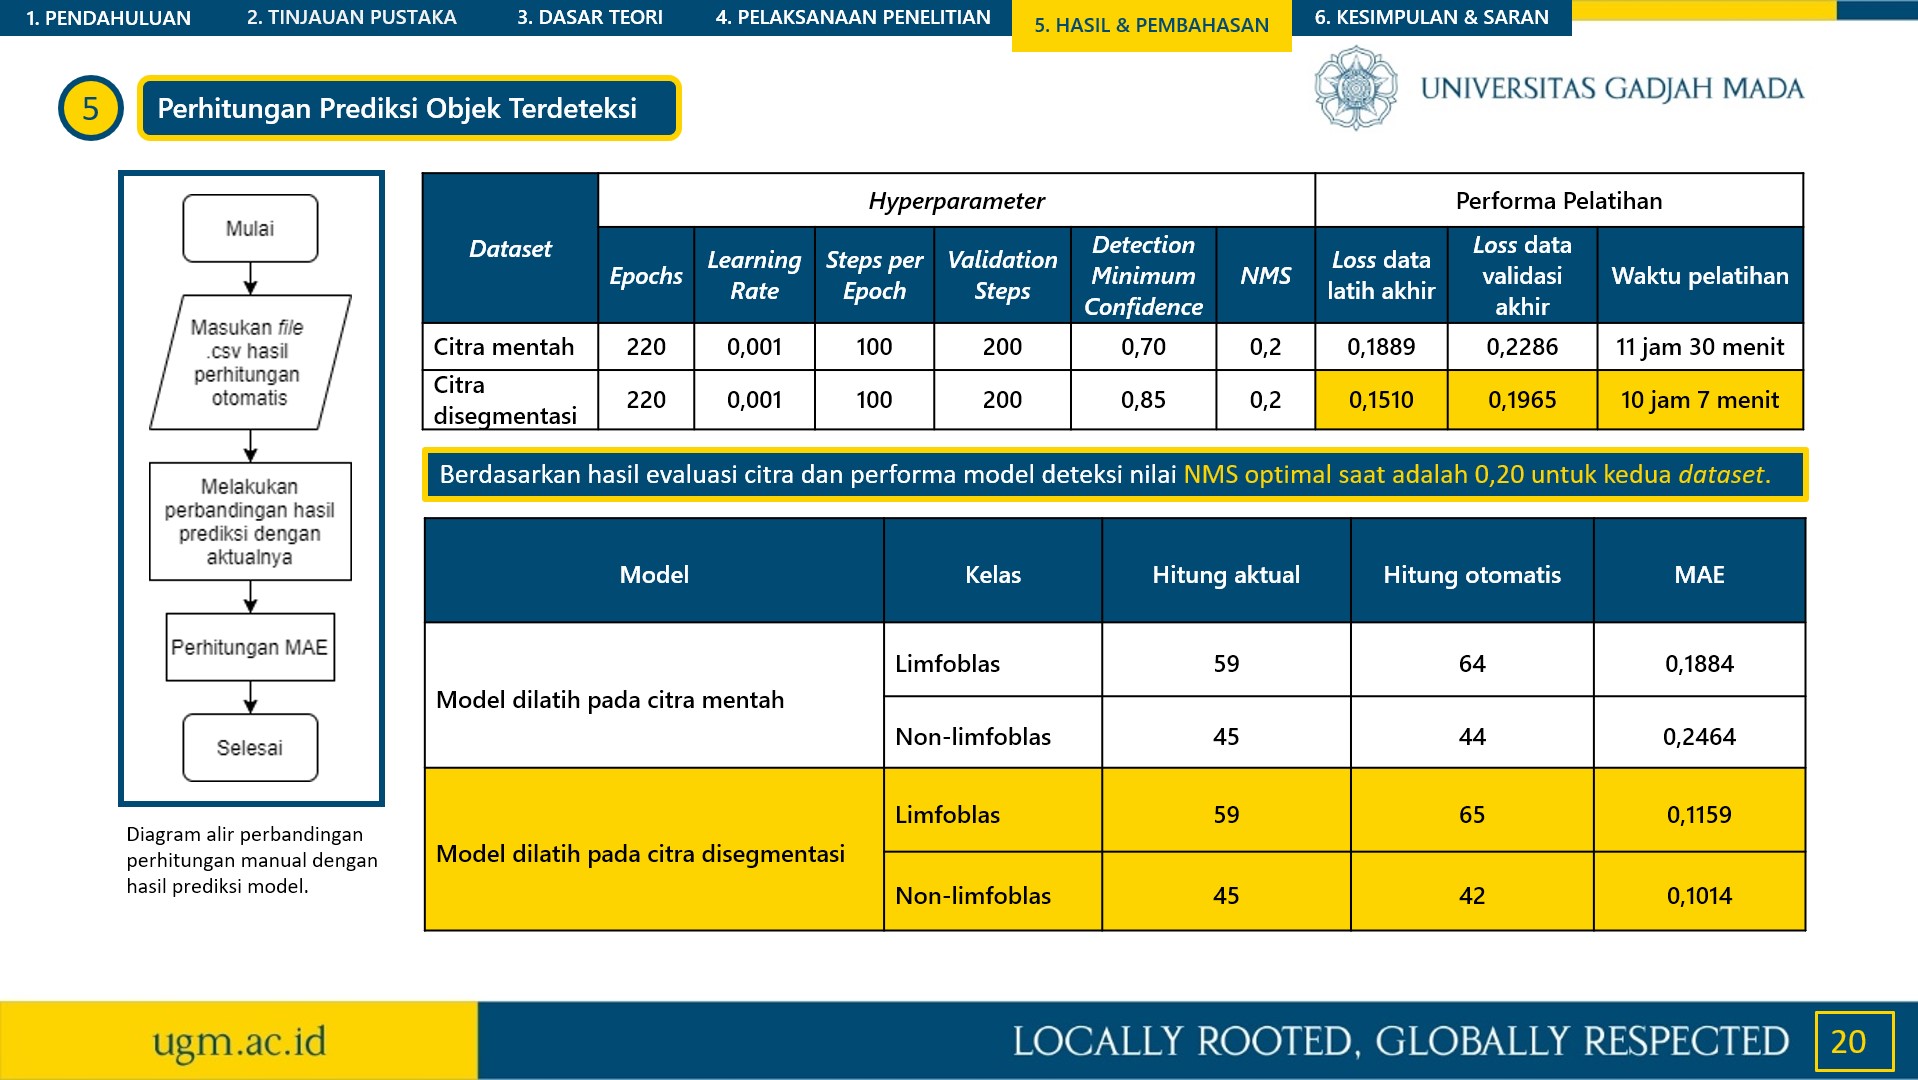 1. PENDAHULUAN
2. TINJAUAN PUSTAKA
3. DASAR TEORI
4. PELAKSANAAN PENELITIAN
5. HASIL & PEMBAHASAN
6. KESIMPULAN & SARAN
UNIVERSITAS GADJAH MADA
5
Perhitungan Prediksi Objek Terdeteksi
Mulai
Masukan file
.csv hasil
perhitungan
otomatis
Melakukan
perbandingan hasil
prediksi dengan
aktualnya
Perhitungan MAE
Selesai
Diagram alir perbandingan
perhitungan manual dengan
hasil prediksi model.
Dataset Hyperparameter Performa Pelatihan
Epochs Learning Rate Steps per Epoch Validation Steps Detection Minimum Confidence NMS Loss data latih akhir Loss data validasi akhir Waktu pelatihan
Citra mentah 220 0,001 100 200 0,70 0,2 0,1889 0,2286 11 jam 30 menit
Citra disegmentasi 220 0,001 100 200 0,85 0,2 0,1510 0,1965 10 jam 7 menit
Berdasarkan hasil evaluasi citra dan performa model deteksi nilai NMS optimal saat adalah 0,20 untuk kedua dataset.
Model Kelas Hitung aktual Hitung otomatis MAE
Model dilatih pada citra mentah
Limfoblas 59 64 0,1884
Non-limfoblas 45 44 0,2464
Model dilatih pada citra disegmentasi
Limfoblas 59 65 0,1159
Non-limfoblas 45 42 0,1014
ugm.ac.id
LOCALLY ROOTED, GLOBALLY RESPECTED
20